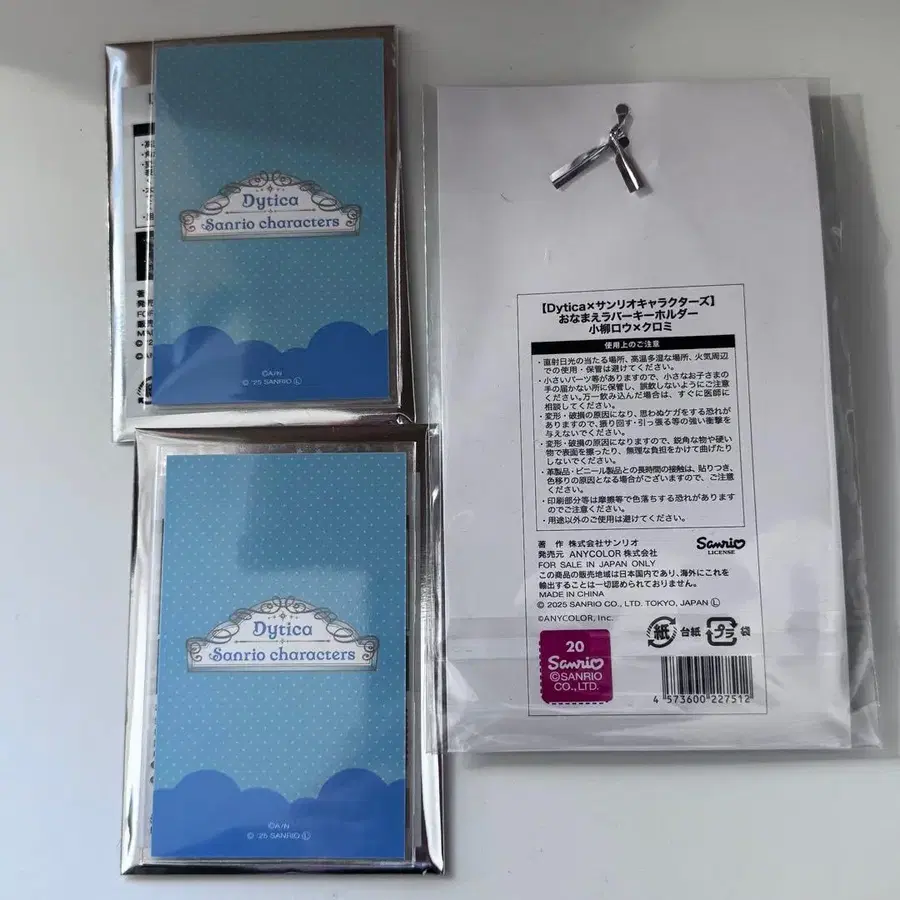 Dytica
Sanrio characters
©A/N
© '25 SANRIO Ⓛ
Dytica
Sanrio characters
©A/N
© '25 SANRIO Ⓛ
【Dytica×サンリオキャラクターズ】
おなまえラバーキーホルダー
小柳ロウ×クロミ
使用上のご注意
・直射日光の当たる場所、高温多湿な場所、火気周辺
での使用・保管は避けてください。
・小さいパーツ等がありますので、小さなお子さまの
手の届かない所に保管し、誤飲しないようにご注意
ください。万一飲み込んだ場合は、すぐに医師に
相談してください。
・変形・破損の原因になり、思わぬケガをする恐れが
ありますので、振り回す・引っ張る等の強い衝撃を
与えないでください。
・変形・破損の原因になりますので、鋭角な物や硬い
物で表面を擦ったり、無理な負担をかけて曲げたり
しないでください。
・革製品・ビニール製品との長時間の接触は、貼りつき、
色移りの原因となる場合がございますので、ご注意
ください。
・印刷部分等は摩擦等で色落ちする恐れがあります
のでご注意ください。
・用途以外のご使用は避けてください。
著 作 株式会社サンリオ
発売元 ANYCOLOR 株式会社
FOR SALE IN JAPAN ONLY
この商品の販売地域は日本国内であり、海外にこれを
輸出することは一切認められておりません。
MADE IN CHINA
© 2025 SANRIO CO., LTD. TOKYO, JAPAN Ⓛ
©ANYCOLOR, Inc.
Sanrio
LICENSE
紙 台紙 プラ 袋
20
Sanrio
©SANRIO
CO.,LTD.
4 573600 227512